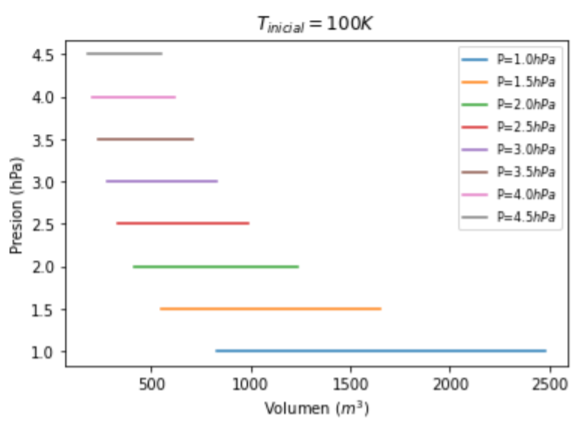 T_inicial = 100K
4.5
4.0
3.5
3.0
2.5
2.0
1.5
1.0
Presion (hPa)
P=1.0hPa
P=1.5hPa
P=2.0hPa
P=2.5hPa
P=3.0hPa
P=3.5hPa
P=4.0hPa
P=4.5hPa
500 1000 1500 2000 2500
Volumen (m³)